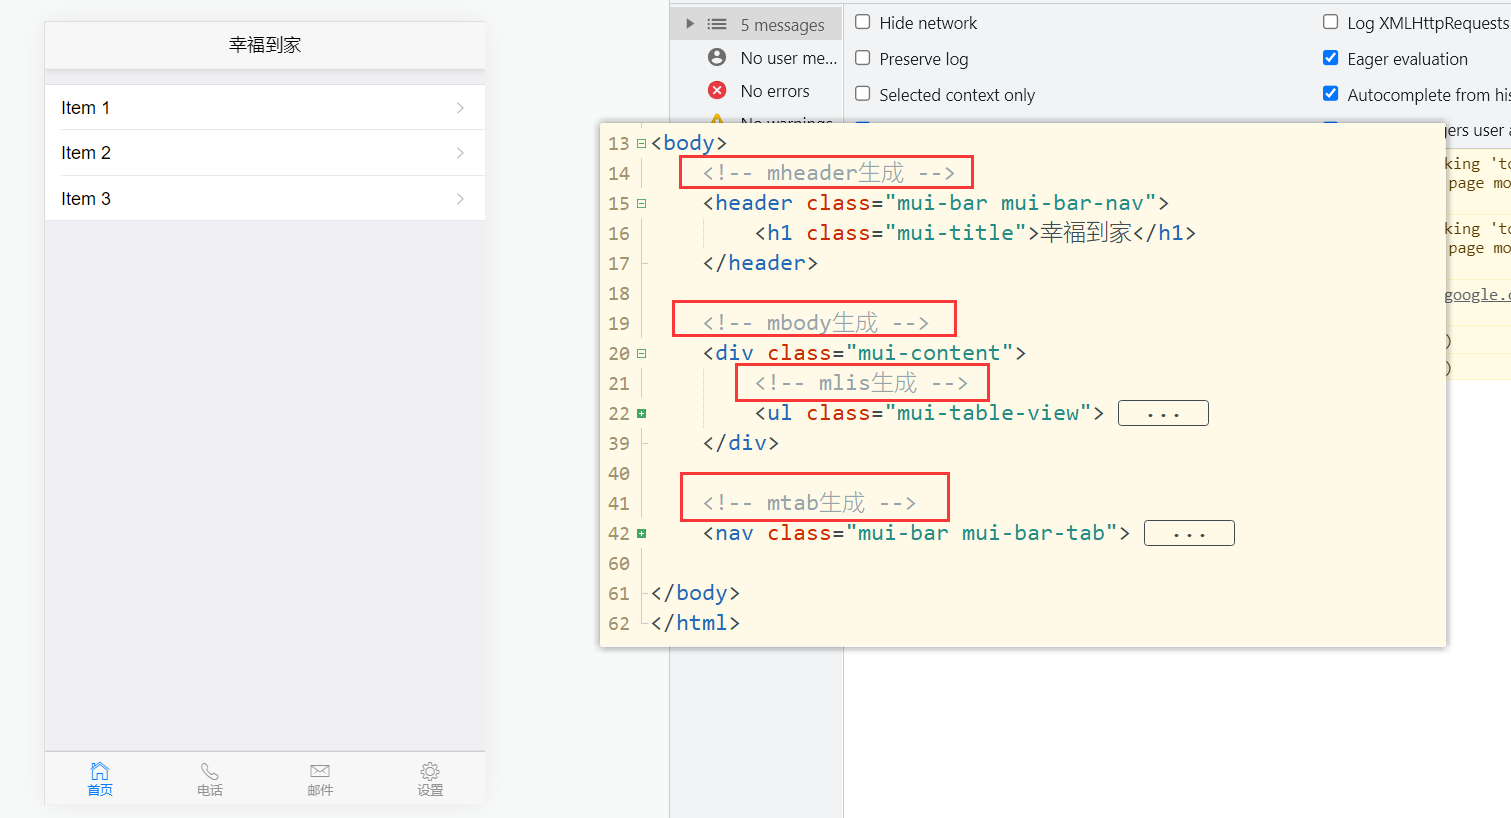 幸福到家
Item 1
Item 2
Item 3
首页
电话
邮件
设置
5 messages
No user me...
No errors
No warnings
Hide network
Preserve log
Selected context only
Log XMLHttpRequests
Eager evaluation
Autocomplete from his
gers user a
king 'to
page mo
king 'to
page mo
google.c
)
)
13 <body>
14 <!-- mheader生成 -->
15 <header class="mui-bar mui-bar-nav">
16 <h1 class="mui-title">幸福到家</h1>
17 </header>
18
19 <!-- mbody生成 -->
20 <div class="mui-content">
21 <!-- mlis生成 -->
22 <ul class="mui-table-view"> ...
39 </div>
40
41 <!-- mtab生成 -->
42 <nav class="mui-bar mui-bar-tab"> ...
60
61 </body>
62 </html>